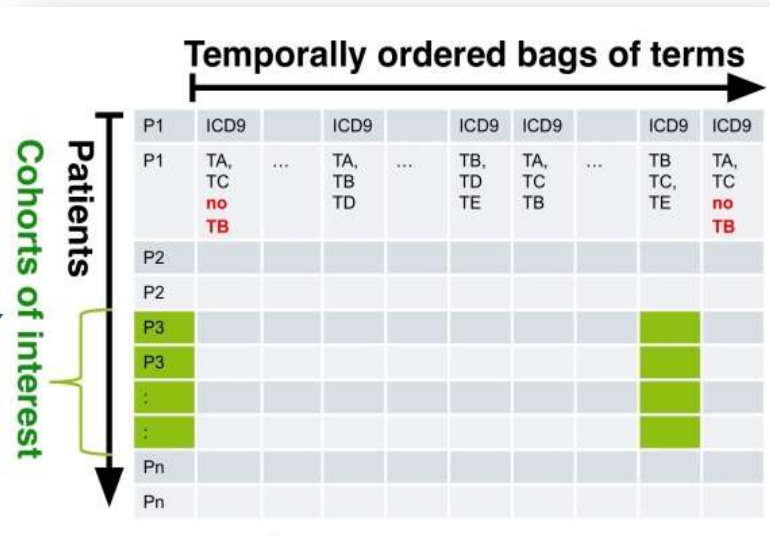 Temporally ordered bags of terms
Patients
Cohorts of interest
P1 ICD9 ICD9 ICD9 ICD9 ICD9 ICD9
P1 TA, ... TA, ... TB, TA, ... TB TA,
TC TB TD TC TC, TC
no TD TE TB TE no
TB TB
P2
P2
P3
P3
:
:
Pn
Pn